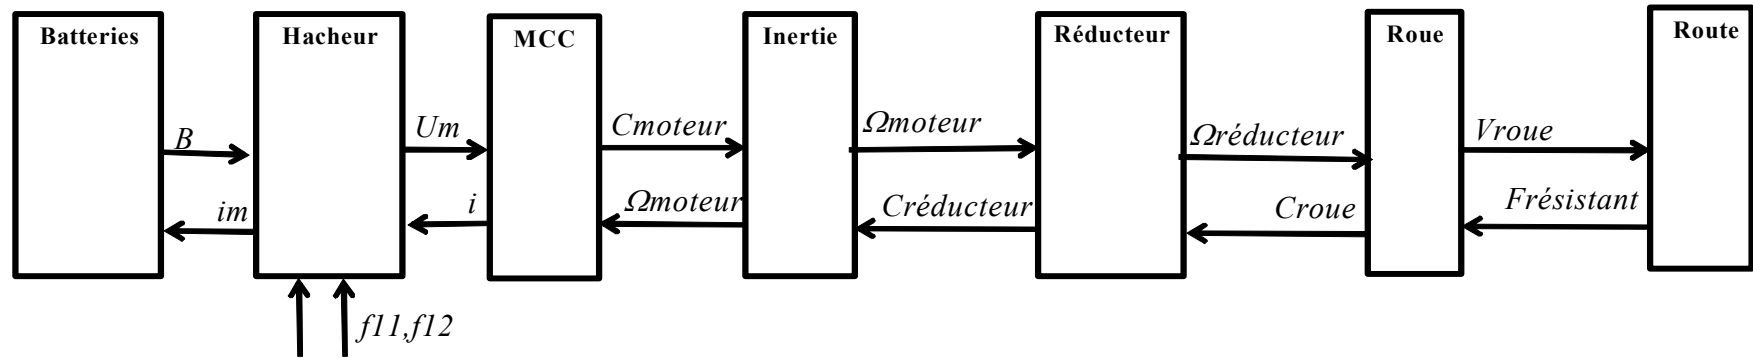 Batteries
Hacheur
MCC
Inertie
Réducteur
Roue
Route
B
Um
Cmoteur
Ωmoteur
Ωréducteur
Vroue
im
i
Ωmoteur
Créducteur
Croue
Frésistant
f11,f12